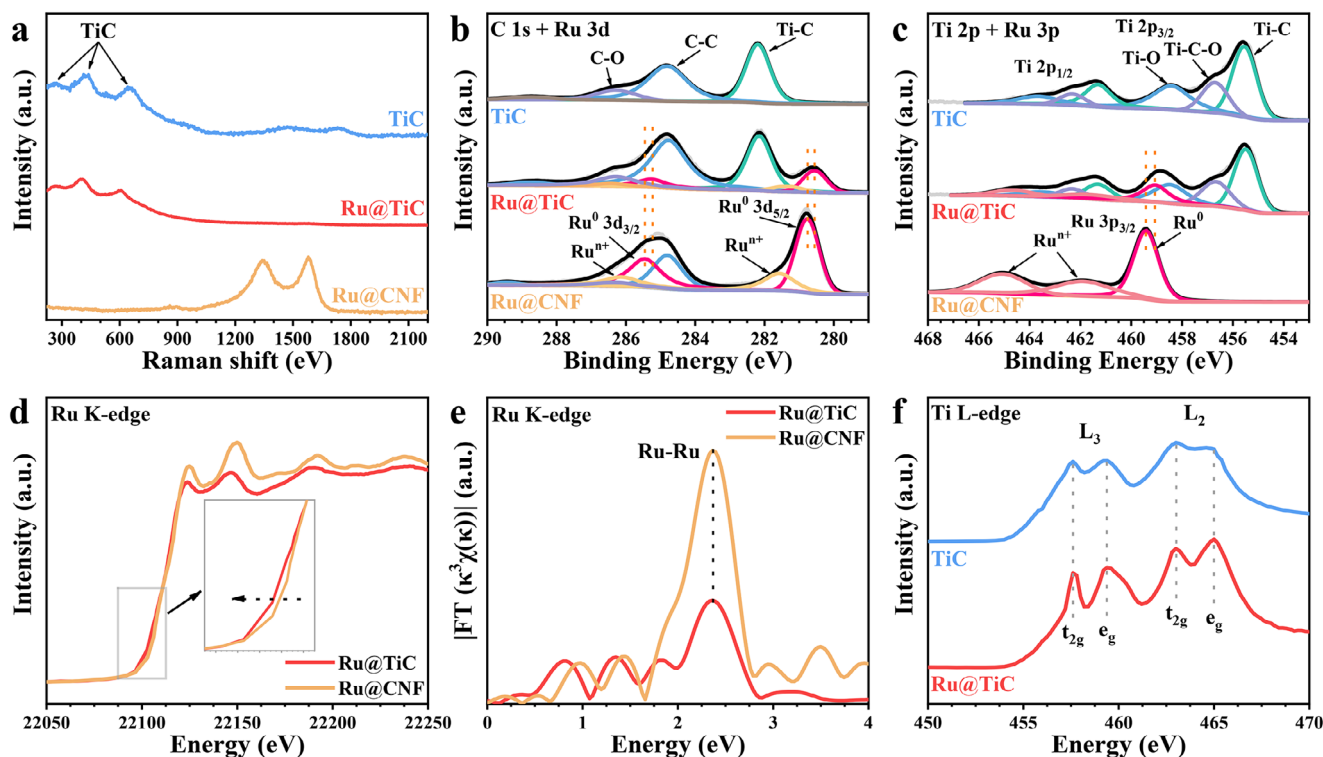 a
TiC
TiC
Ru@TiC
Ru@CNF
Intensity (a.u.)
300 600 900 1200 1500 1800 2100
Raman shift (eV)
b
C 1s + Ru 3d
C-O
C-C
Ti-C
TiC
Ru@TiC
Ru⁰ 3d₃/₂
Ruⁿ⁺
Ru⁰ 3d₅/₂
Ruⁿ⁺
Ru@CNF
Intensity (a.u.)
290 288 286 284 282 280
Binding Energy (eV)
c
Ti 2p + Ru 3p
Ti 2p₃/₂
Ti-C
Ti-C-O
Ti-O
Ti 2p₁/₂
TiC
Ru@TiC
Ru 3p₃/₂
Ru⁰
Ruⁿ⁺
Ru@CNF
Intensity (a.u.)
468 466 464 462 460 458 456 454
Binding Energy (eV)
d
Ru K-edge
Ru@TiC
Ru@CNF
Intensity (a.u.)
22050 22100 22150 22200 22250
Energy (eV)
e
Ru K-edge
Ru@TiC
Ru@CNF
Ru-Ru
|FT (κ³χ(κ))| (a.u.)
0 1 2 3 4
Energy (eV)
f
Ti L-edge
L₃
L₂
TiC
t₂g
e_g
t₂g
e_g
Ru@TiC
Intensity (a.u.)
450 455 460 465 470
Energy (eV)